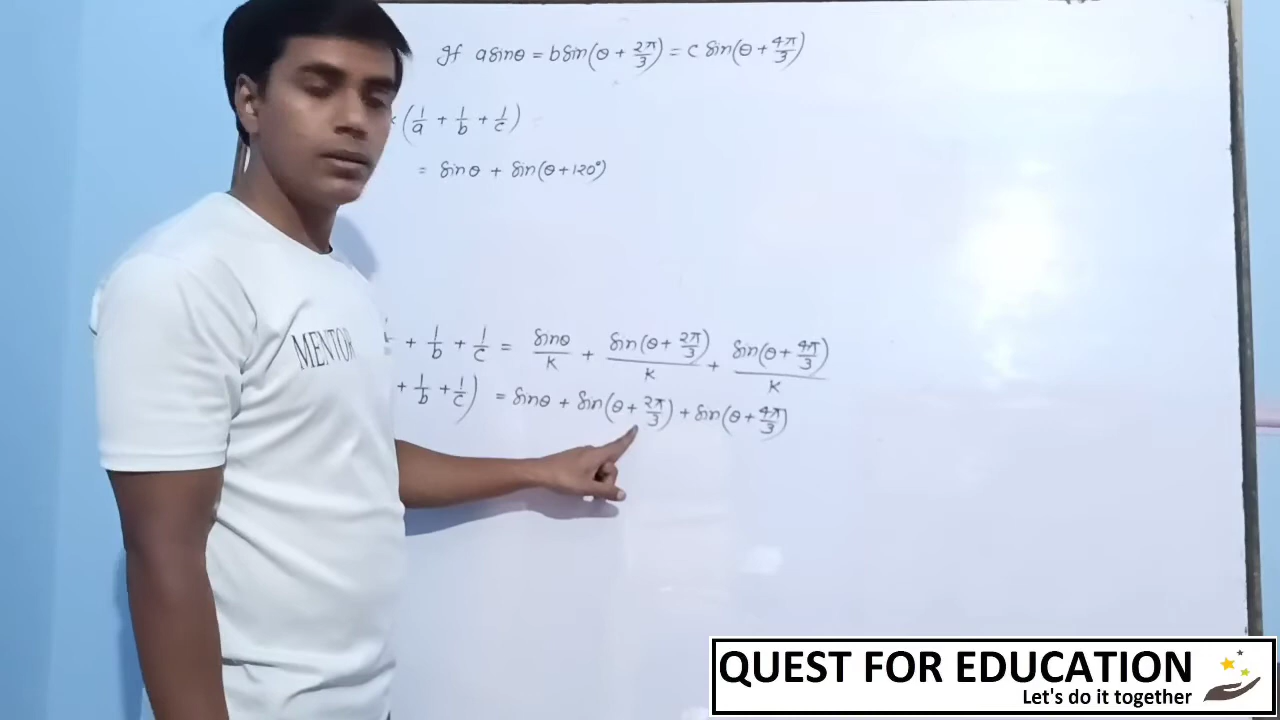 If a sinθ = b sin(θ + 2π/3) = c sin(θ + 4π/3)
(1/a + 1/b + 1/c)
= sinθ + sin(θ+120°)
+ 1/b + 1/c = sinθ/K + sin(θ + 2π/3)/K + sin(θ + 4π/3)/K
+ 1/b + 1/c) = sinθ + sin(θ + 2π/3) + sin(θ + 4π/3)
MENTOR
QUEST FOR EDUCATION
Let's do it together